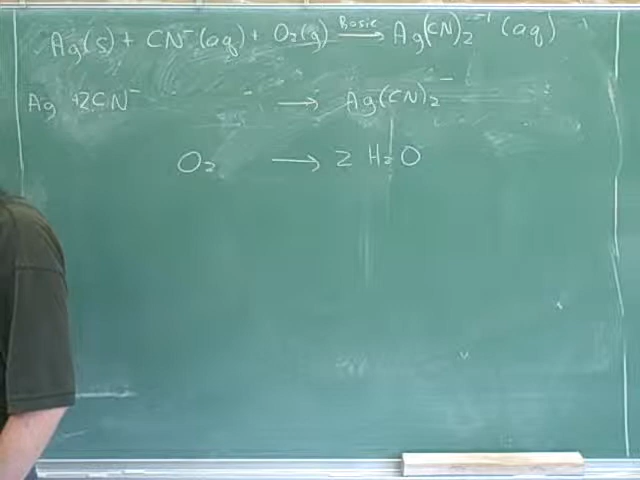 Ag(s) + CN⁻(aq) + O₂(g) Basic ⟶ Ag(CN)₂⁻¹ (aq)
Ag + 2CN⁻ ⟶ Ag(CN)₂⁻
O₂ ⟶ 2 H₂O